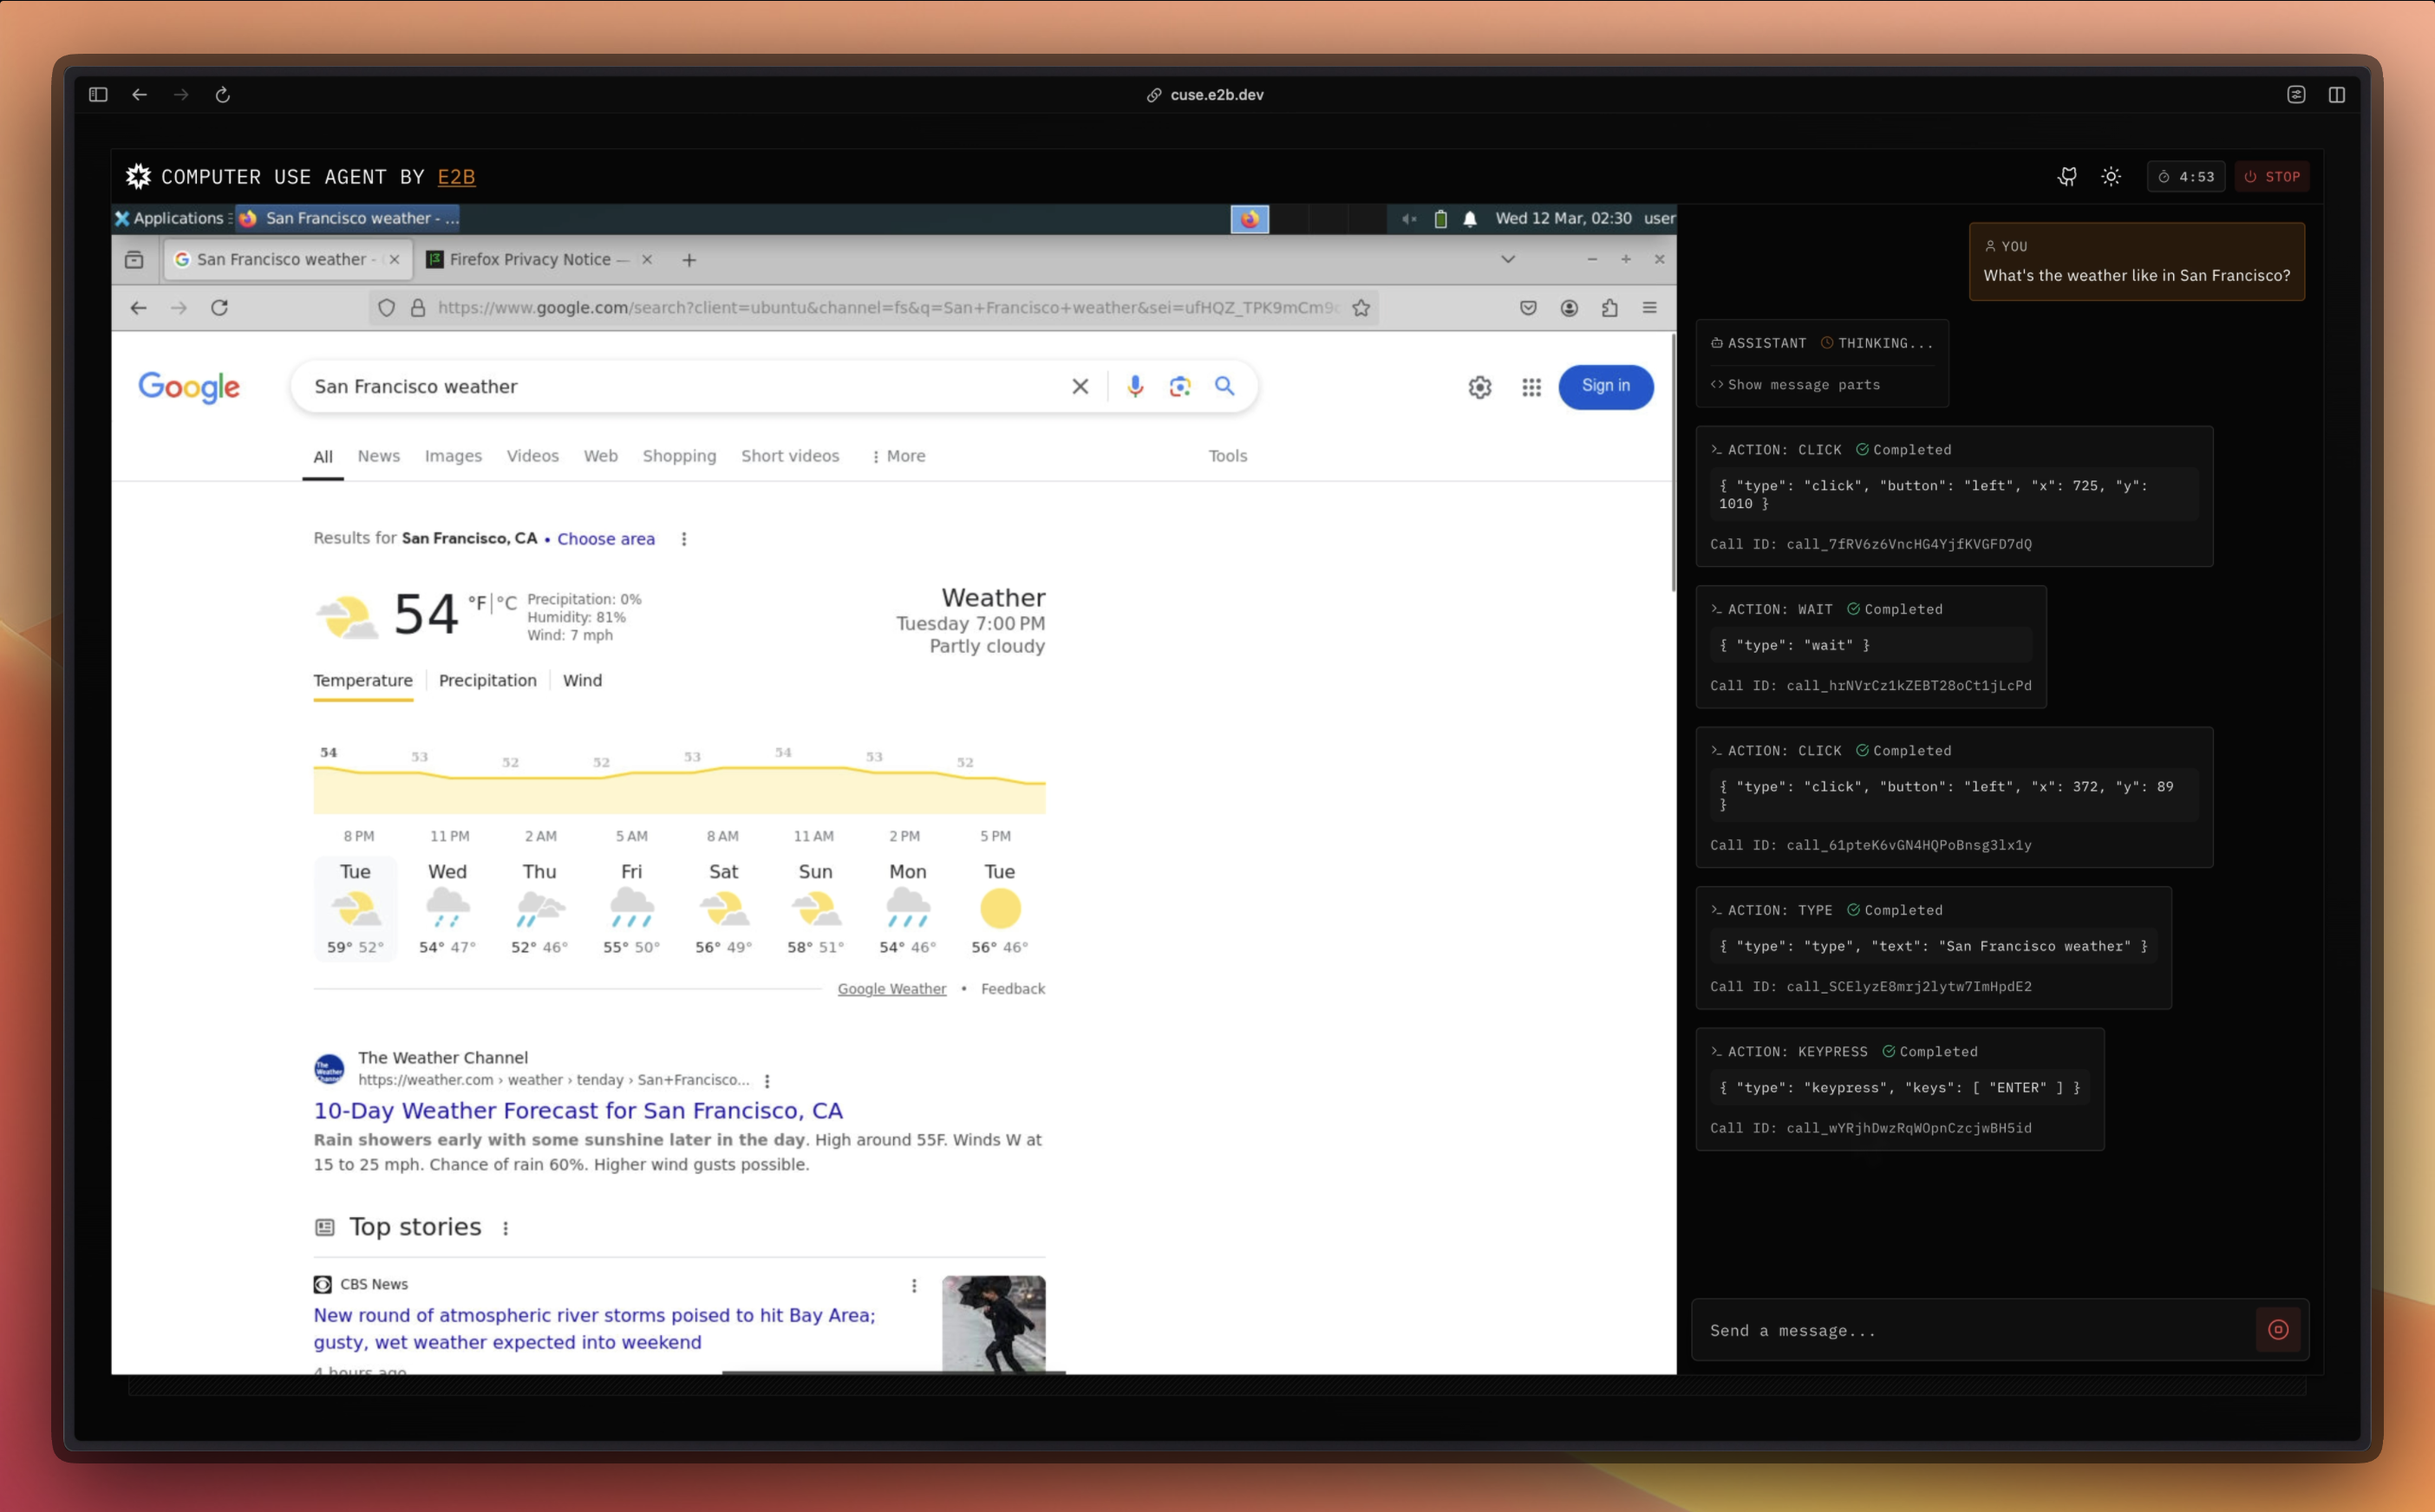 cuse.e2b.dev
COMPUTER USE AGENT BY E2B
4:53
STOP
Applications
San Francisco weather - ...
Wed 12 Mar, 02:30
user
San Francisco weather -
Firefox Privacy Notice —
https://www.google.com/search?client=ubuntu&channel=fs&q=San+Francisco+weather&sei=ufHQZ_TPK9mCm9
Google
San Francisco weather
Sign in
All
News
Images
Videos
Web
Shopping
Short videos
More
Tools
Results for San Francisco, CA • Choose area
54 °F|°C
Precipitation: 0%
Humidity: 81%
Wind: 7 mph
Weather
Tuesday 7:00 PM
Partly cloudy
Temperature
Precipitation
Wind
54 53 52 52 53 54 53 52
8 PM 11 PM 2 AM 5 AM 8 AM 11 AM 2 PM 5 PM
Tue Wed Thu Fri Sat Sun Mon Tue
59° 52° 54° 47° 52° 46° 55° 50° 56° 49° 58° 51° 54° 46° 56° 46°
Google Weather • Feedback
The Weather Channel
The Weather Channel
https://weather.com › weather › tenday › San+Francisco...
10-Day Weather Forecast for San Francisco, CA
Rain showers early with some sunshine later in the day. High around 55F. Winds W at
15 to 25 mph. Chance of rain 60%. Higher wind gusts possible.
Top stories
CBS News
New round of atmospheric river storms poised to hit Bay Area;
gusty, wet weather expected into weekend
4 hours ago
YOU
What's the weather like in San Francisco?
ASSISTANT THINKING...
<> Show message parts
>_ ACTION: CLICK Completed
{ "type": "click", "button": "left", "x": 725, "y":
1010 }
Call ID: call_7fRV6z6VncHG4YjfKVGFD7dQ
>_ ACTION: WAIT Completed
{ "type": "wait" }
Call ID: call_hrNVrCz1kZEBT28oCt1jLcPd
>_ ACTION: CLICK Completed
{ "type": "click", "button": "left", "x": 372, "y": 89
}
Call ID: call_61pteK6vGN4HQPoBnsg3lx1y
>_ ACTION: TYPE Completed
{ "type": "type", "text": "San Francisco weather" }
Call ID: call_SCElyzE8mrj2lytw7ImHpdE2
>_ ACTION: KEYPRESS Completed
{ "type": "keypress", "keys": [ "ENTER" ] }
Call ID: call_wYRjhDwzRqWOpnCzcjwBH5id
Send a message...